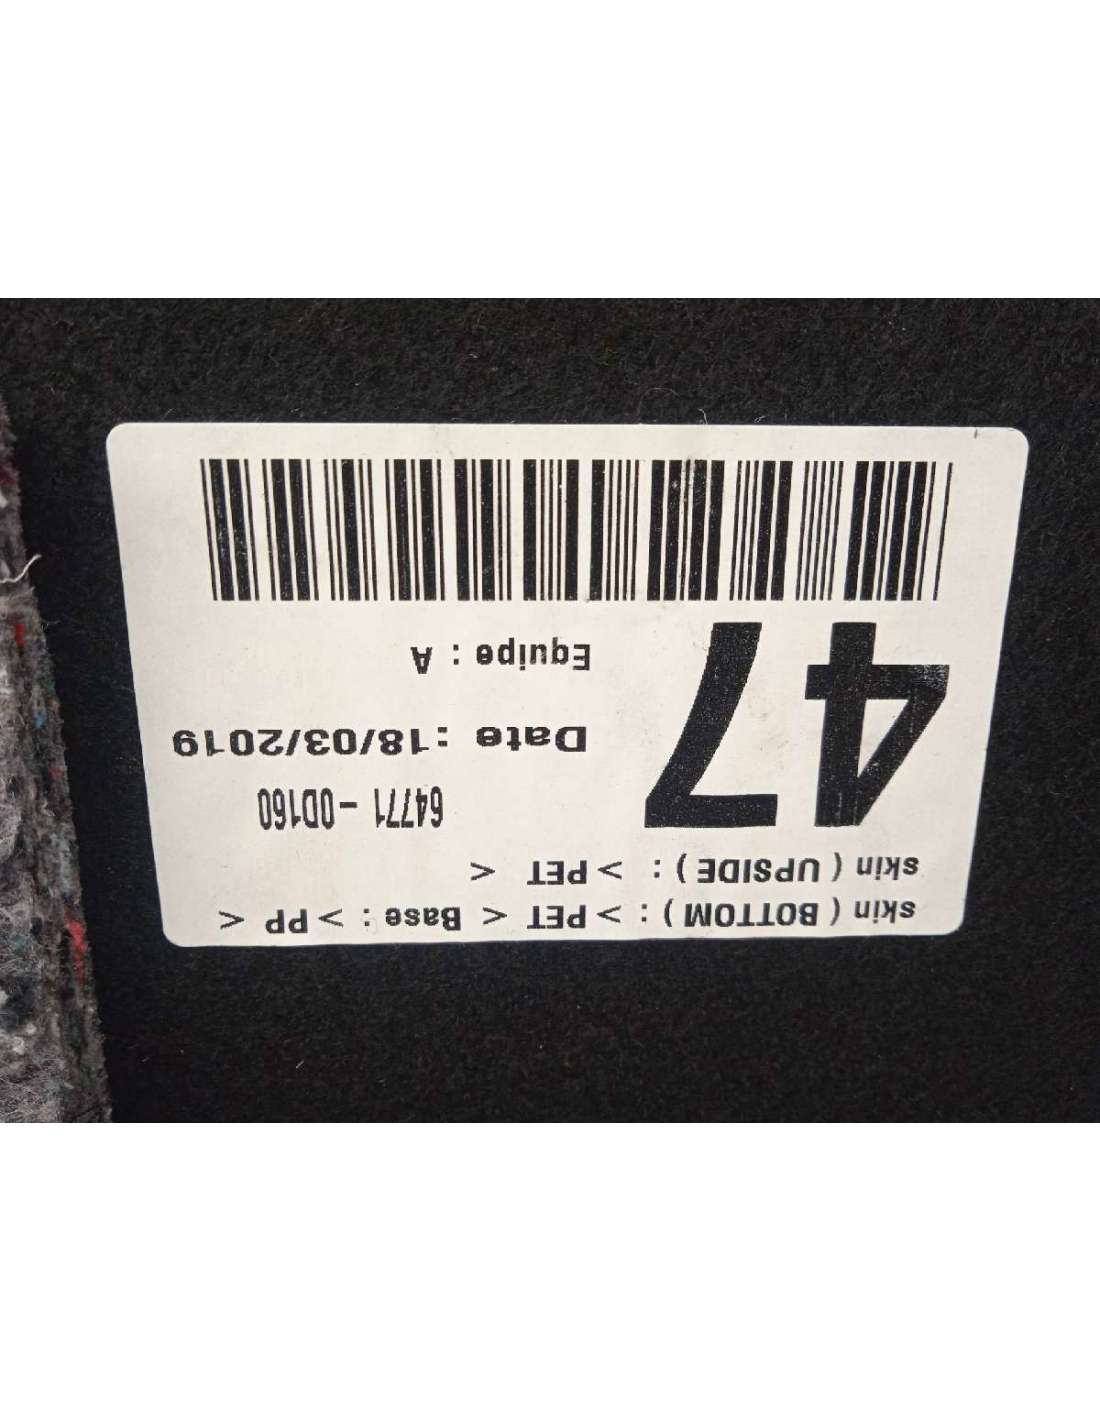 skin ( BOTTOM ) : >PET < Base : >PP <
skin ( UPSIDE ) : >PET <
64771-0D160
47
Date :18/03/2019
Equipe : A